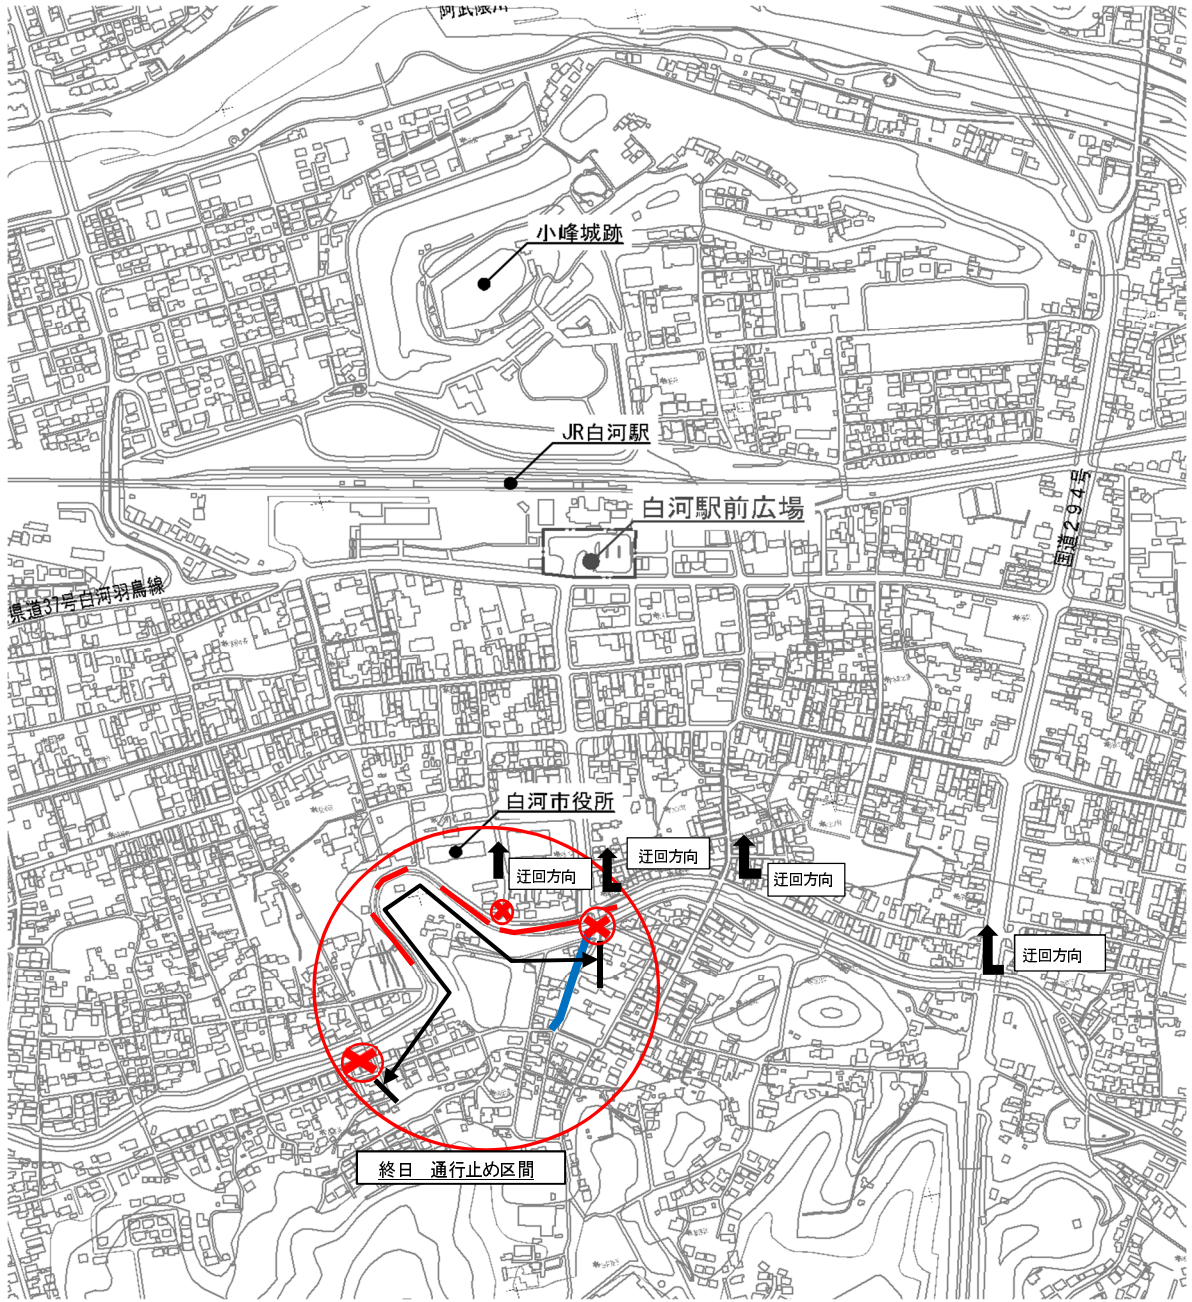 阿武隈川
小峰城跡
JR白河駅
白河駅前広場
国道294号
県道37号白河羽鳥線
白河市役所
迂回方向
迂回方向
迂回方向
迂回方向
終日 通行止め区間